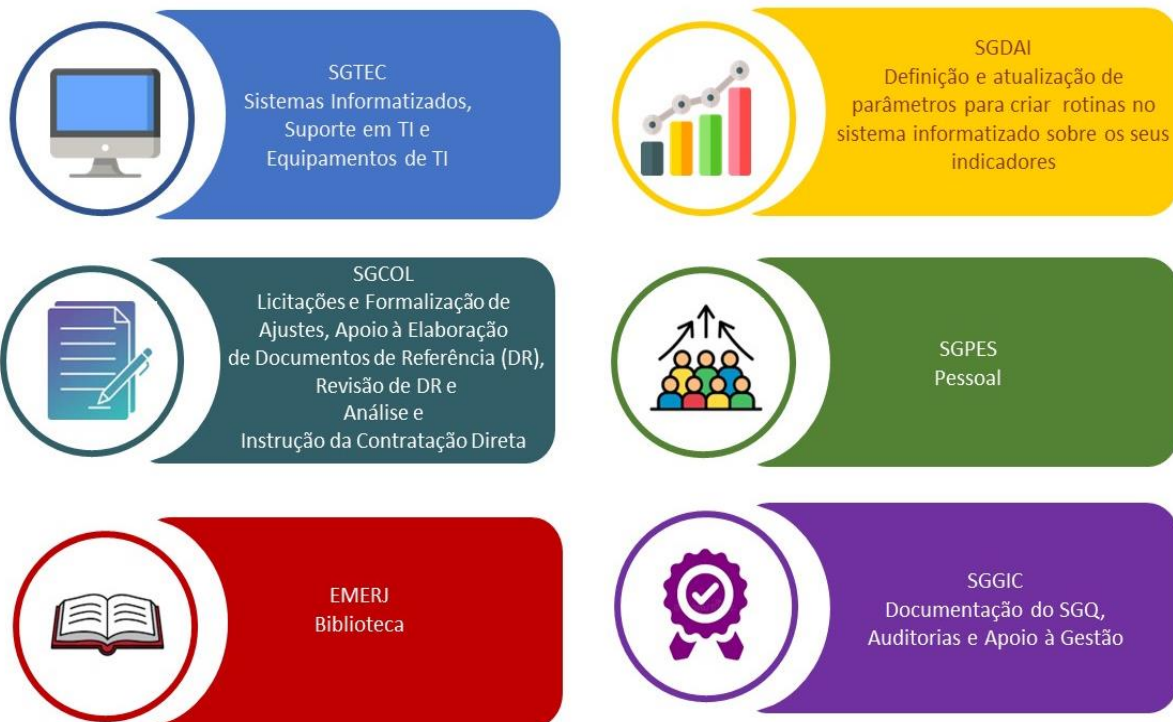 SGTEC
Sistemas Informatizados,
Suporte em TI e
Equipamentos de TI
SGDAI
Definição e atualização de
parâmetros para criar rotinas no
sistema informatizado sobre os seus
indicadores
SGCOL
Licitações e Formalização de
Ajustes, Apoio à Elaboração
de Documentos de Referência (DR),
Revisão de DR e
Análise e
Instrução da Contratação Direta
SGPES
Pessoal
EMERJ
Biblioteca
SGGIC
Documentação do SGQ,
Auditorias e Apoio à Gestão